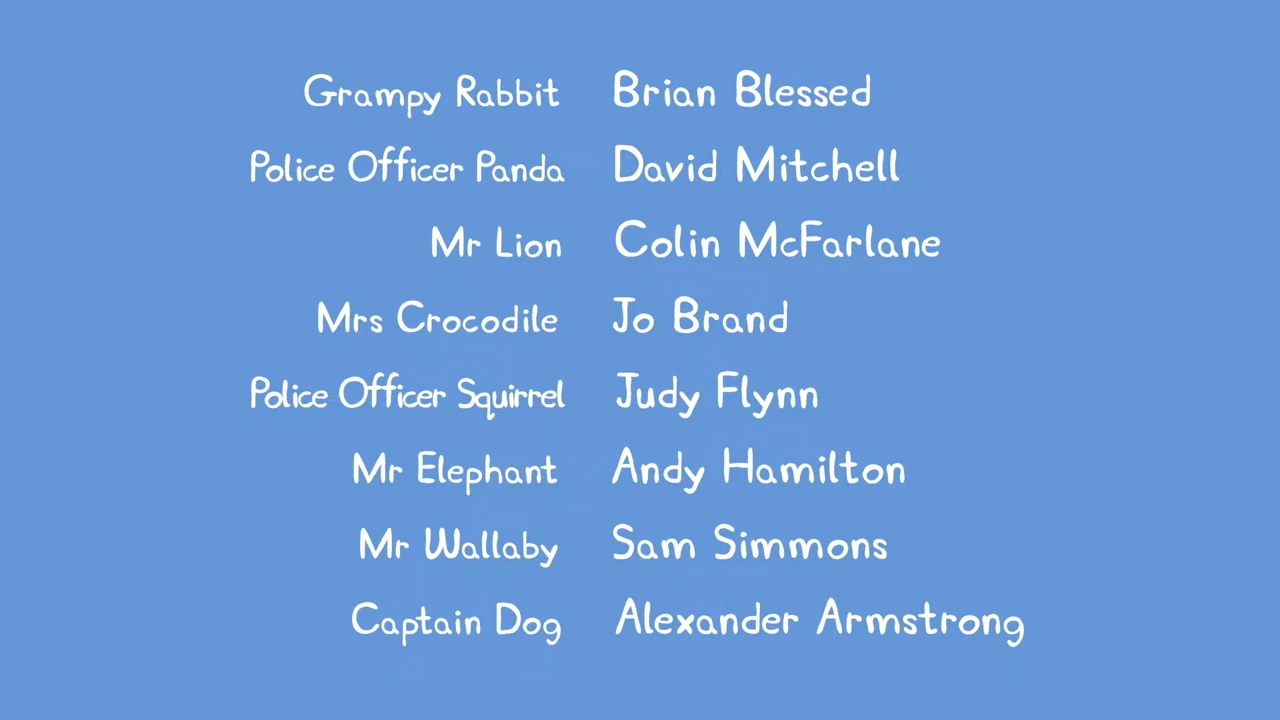 Grampy Rabbit Brian Blessed
Police Officer Panda David Mitchell
Mr Lion Colin McFarlane
Mrs Crocodile Jo Brand
Police Officer Squirrel Judy Flynn
Mr Elephant Andy Hamilton
Mr Wallaby Sam Simmons
Captain Dog Alexander Armstrong